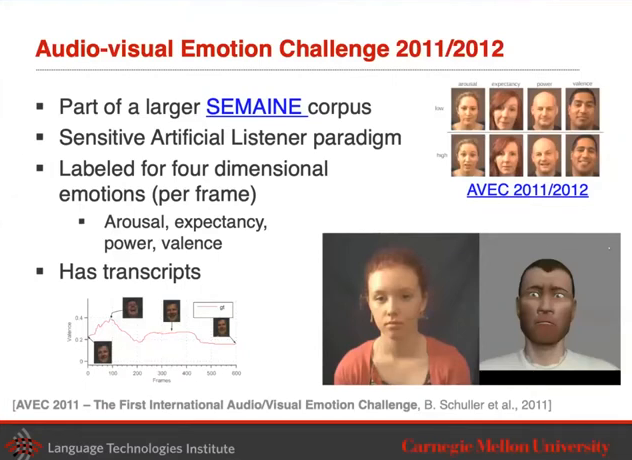 Audio-visual Emotion Challenge 2011/2012
▪ Part of a larger SEMAINE corpus
▪ Sensitive Artificial Listener paradigm
▪ Labeled for four dimensional
emotions (per frame)
▪ Arousal, expectancy,
power, valence
▪ Has transcripts
arousal expectancy power valence
low
high
AVEC 2011/2012
Valence
0.4
0.2
0
0 100 200 300 400 500 600
Frames
gt
[AVEC 2011 – The First International Audio/Visual Emotion Challenge, B. Schuller et al., 2011]
Language Technologies Institute
Carnegie Mellon University